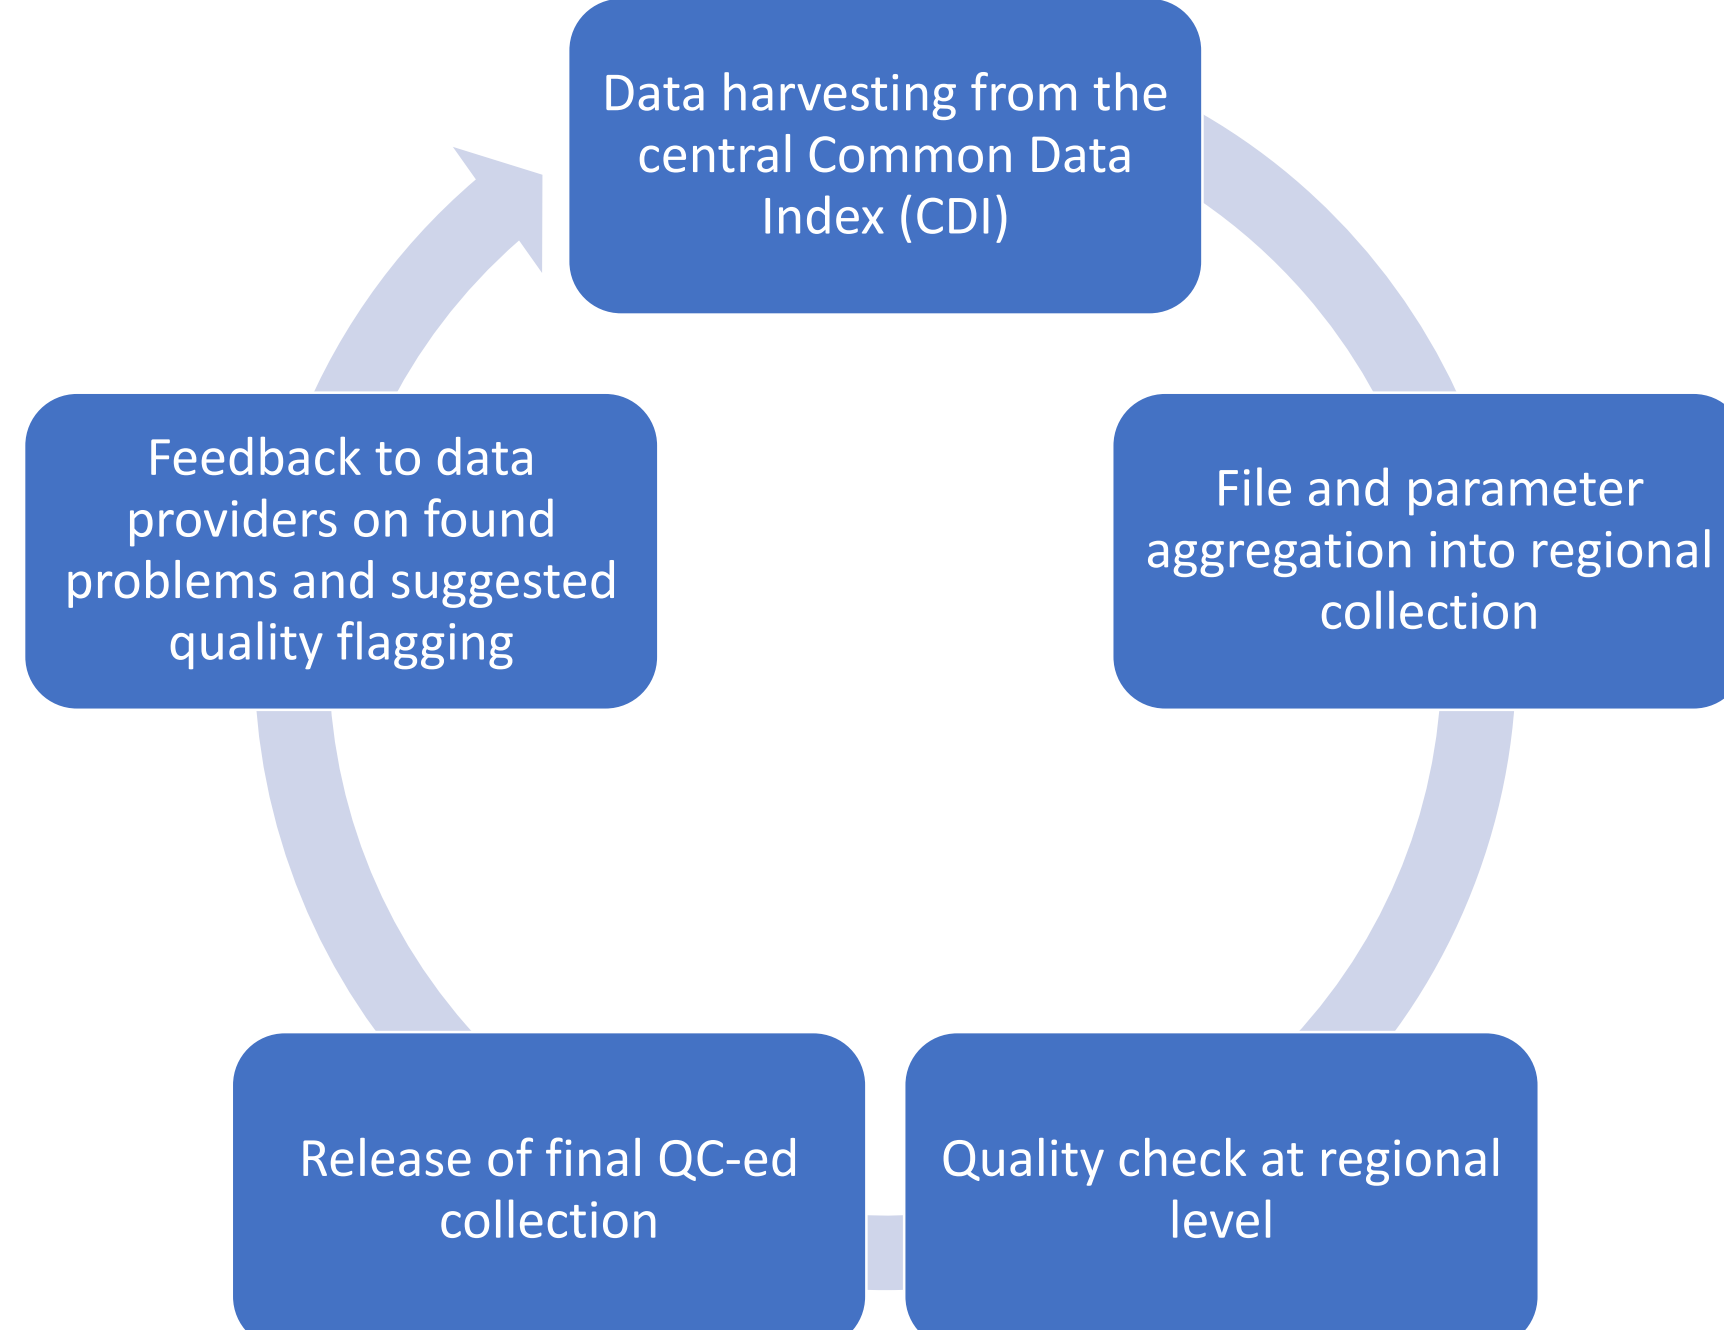 Data harvesting from the
central Common Data
Index (CDI)
File and parameter
aggregation into regional
collection
Quality check at regional
level
Release of final QC-ed
collection
Feedback to data
providers on found
problems and suggested
quality flagging